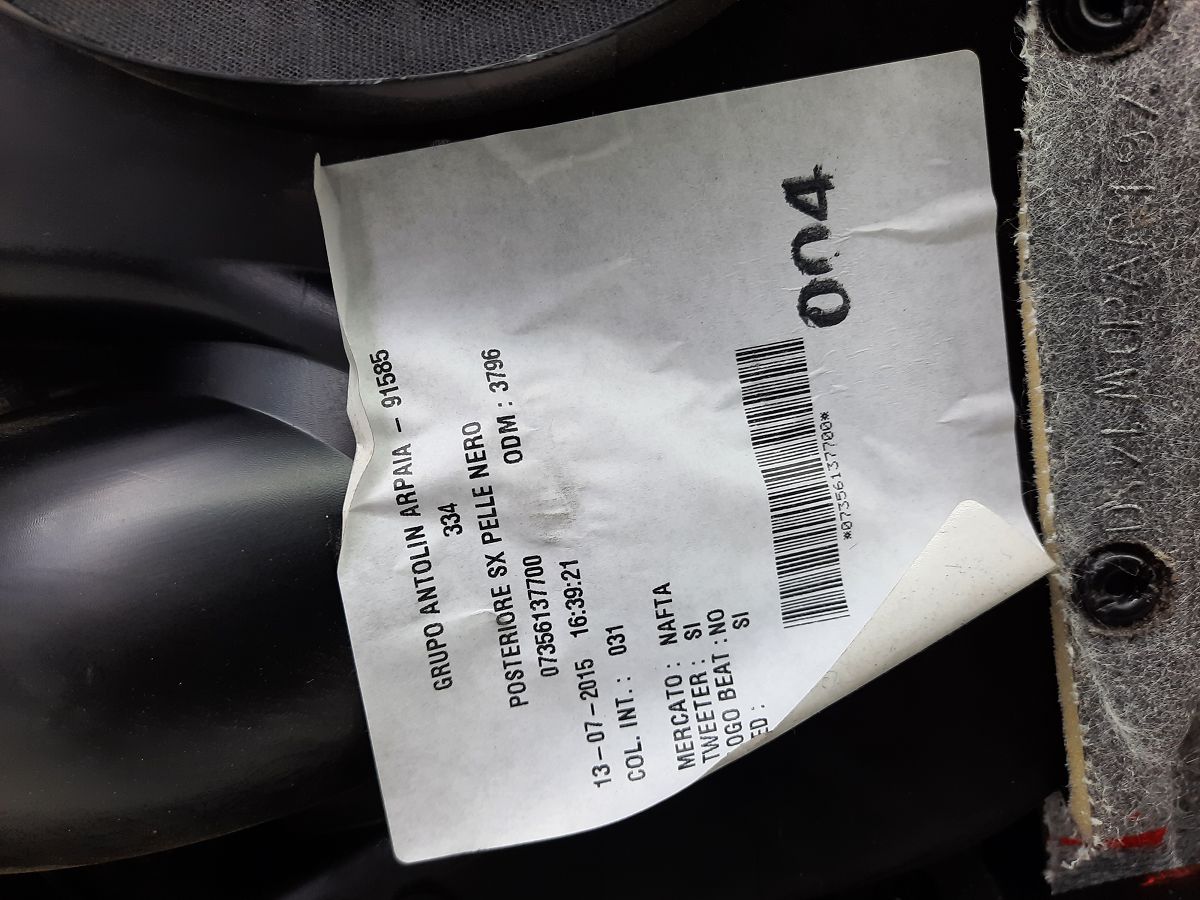 GRUPO ANTOLIN ARPAIA - 91585
334
POSTERIORE SX PELLE NERO
07356137700 ODM : 3796
13-07-2015 16:39:21
COL. INT. : 031
MERCATO : NAFTA
TWEETER : SI
OGO BEAT : NO
ED : SI
*07356137700*
0n4